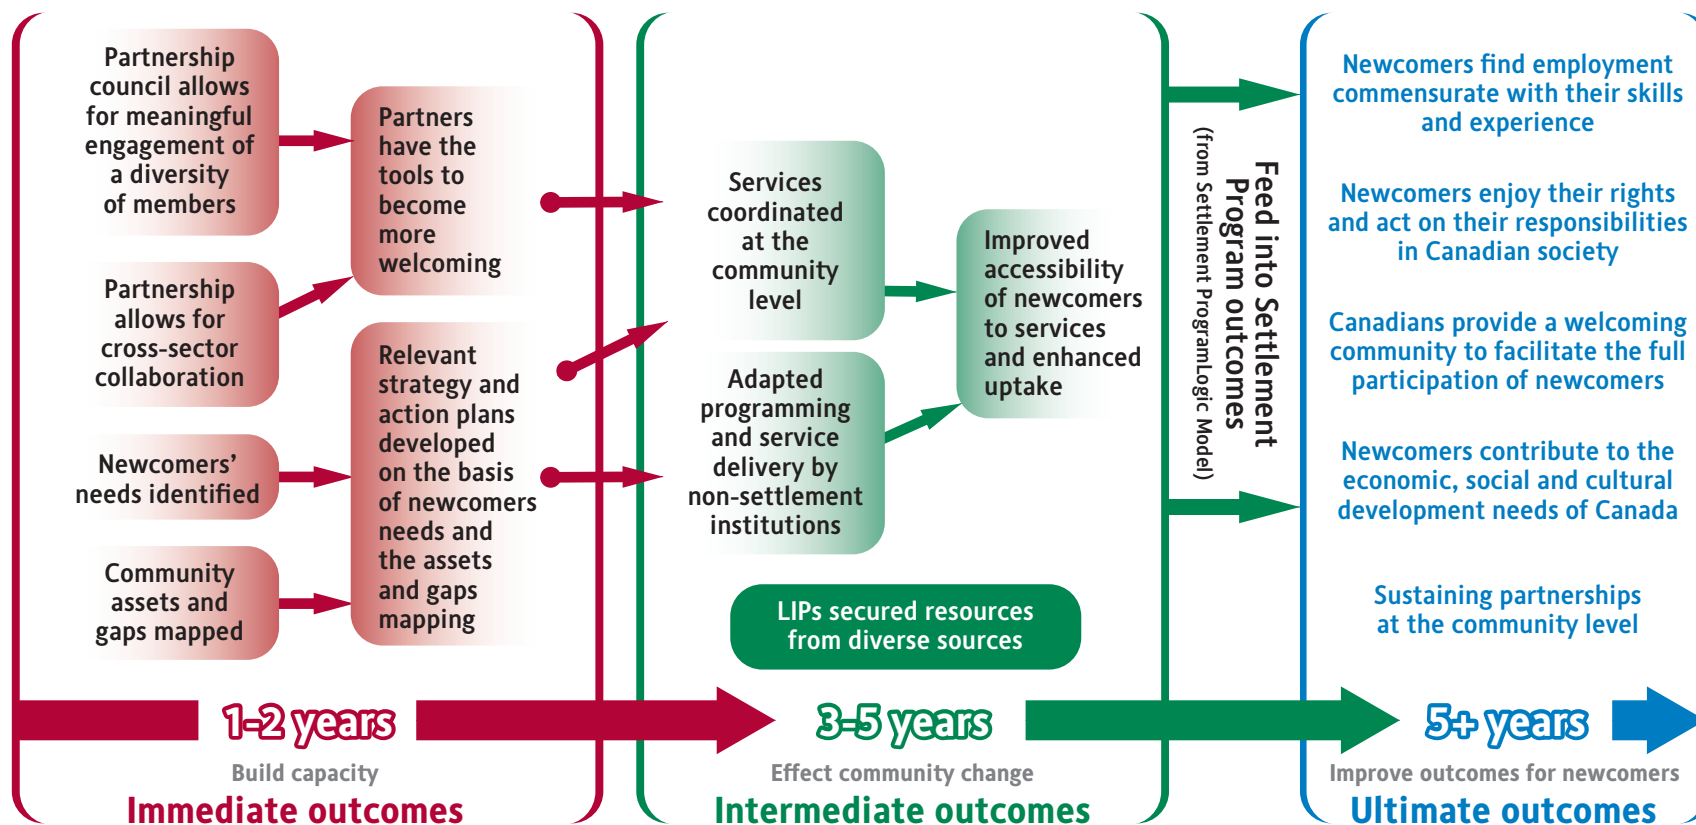 Partnership
council allows
for meaningful
engagement of
a diversity
of members
Partnership
allows for
cross-sector
collaboration
Newcomers’
needs identified
Community
assets and
gaps mapped
Partners
have the
tools to
become
more
welcoming
Relevant
strategy and
action plans
developed
on the basis
of newcomers
needs and
the assets
and gaps
mapping
1-2 years
Build capacity
Immediate outcomes
Services
coordinated
at the
community
level
Adapted
programming
and service
delivery by
non-settlement
institutions
Improved
accessibility
of newcomers
to services
and enhanced
uptake
LIPs secured resources
from diverse sources
3-5 years
Effect community change
Intermediate outcomes
Feed into Settlement
Program outcomes
(from Settlement ProgramLogic Model)
Newcomers find employment
commensurate with their skills
and experience
Newcomers enjoy their rights
and act on their responsibilities
in Canadian society
Canadians provide a welcoming
community to facilitate the full
participation of newcomers
Newcomers contribute to the
economic, social and cultural
development needs of Canada
Sustaining partnerships
at the community level
5+ years
Improve outcomes for newcomers
Ultimate outcomes